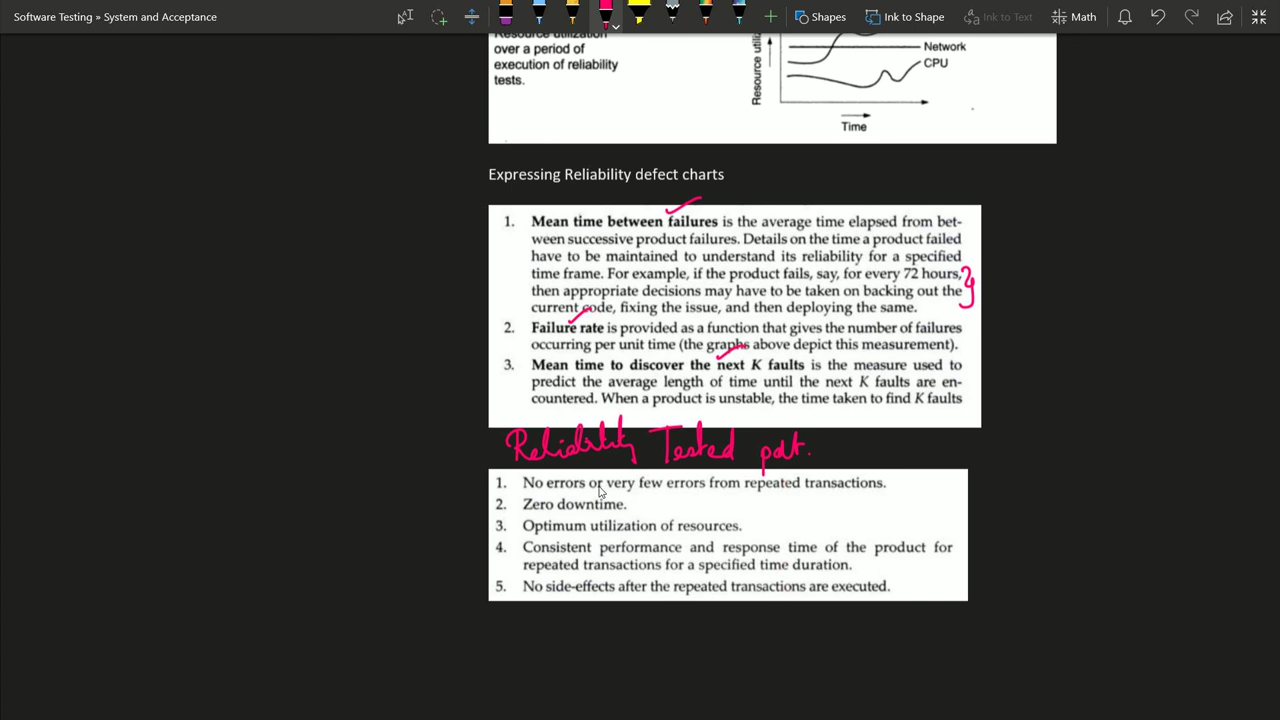 Software Testing » System and Acceptance
Shapes
Ink to Shape
Ink to Text
Math
Resource utilization
over a period of
execution of reliability
tests.
Resource utiliz
Network
CPU
Time
Expressing Reliability defect charts
1. Mean time between failures is the average time elapsed from bet-
ween successive product failures. Details on the time a product failed
have to be maintained to understand its reliability for a specified
time frame. For example, if the product fails, say, for every 72 hours,
then appropriate decisions may have to be taken on backing out the
current code, fixing the issue, and then deploying the same.
2. Failure rate is provided as a function that gives the number of failures
occurring per unit time (the graphs above depict this measurement).
3. Mean time to discover the next K faults is the measure used to
predict the average length of time until the next K faults are en-
countered. When a product is unstable, the time taken to find K faults
Reliability Tested pdt.
1. No errors or very few errors from repeated transactions.
2. Zero downtime.
3. Optimum utilization of resources.
4. Consistent performance and response time of the product for
repeated transactions for a specified time duration.
5. No side-effects after the repeated transactions are executed.